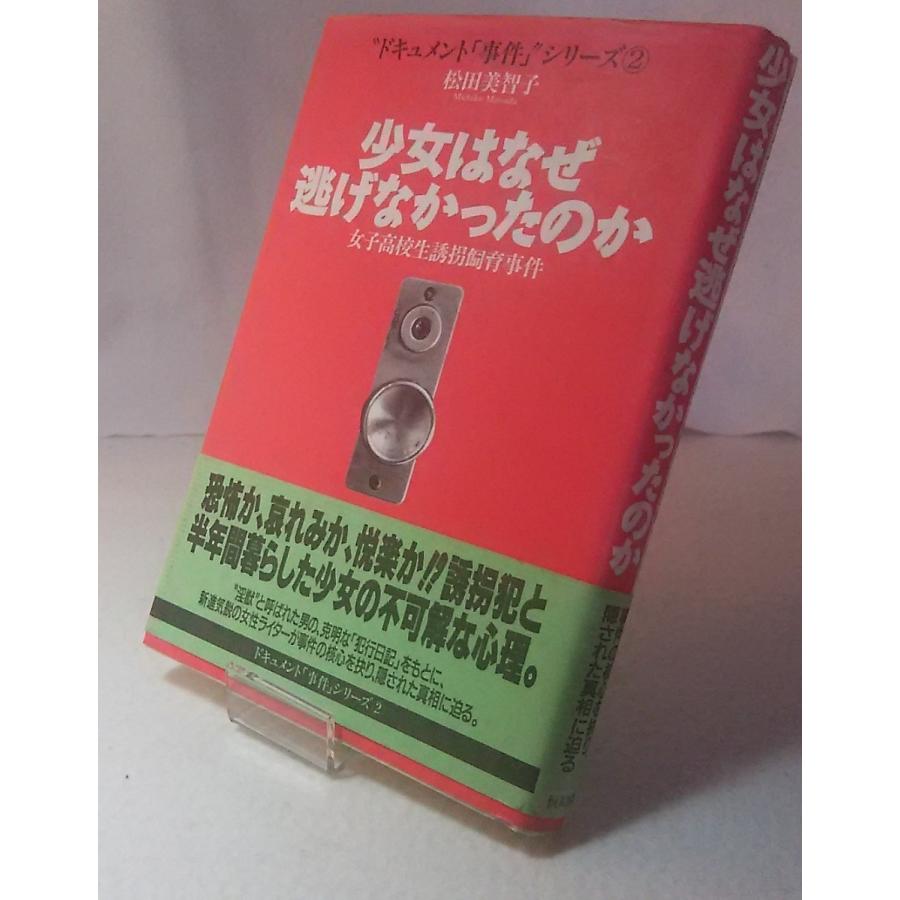 “ドキュメント「事件」”シリーズ②
松田美智子
Michiko Matsuda
少女はなぜ
逃げなかったのか
女子高校生誘拐飼育事件
恐怖か、哀れみか、悦楽か!?誘拐犯と
半年間暮らした少女の不可解な心理。
“淫獣”と呼ばれた男の、克明な「犯行日記」をもとに、
新進気鋭の女性ライターが事件の核心を抉り、隠された真相に迫る。
ドキュメント「事件」シリーズ2
少女はなぜ逃げなかったのか
隠された真相に迫る